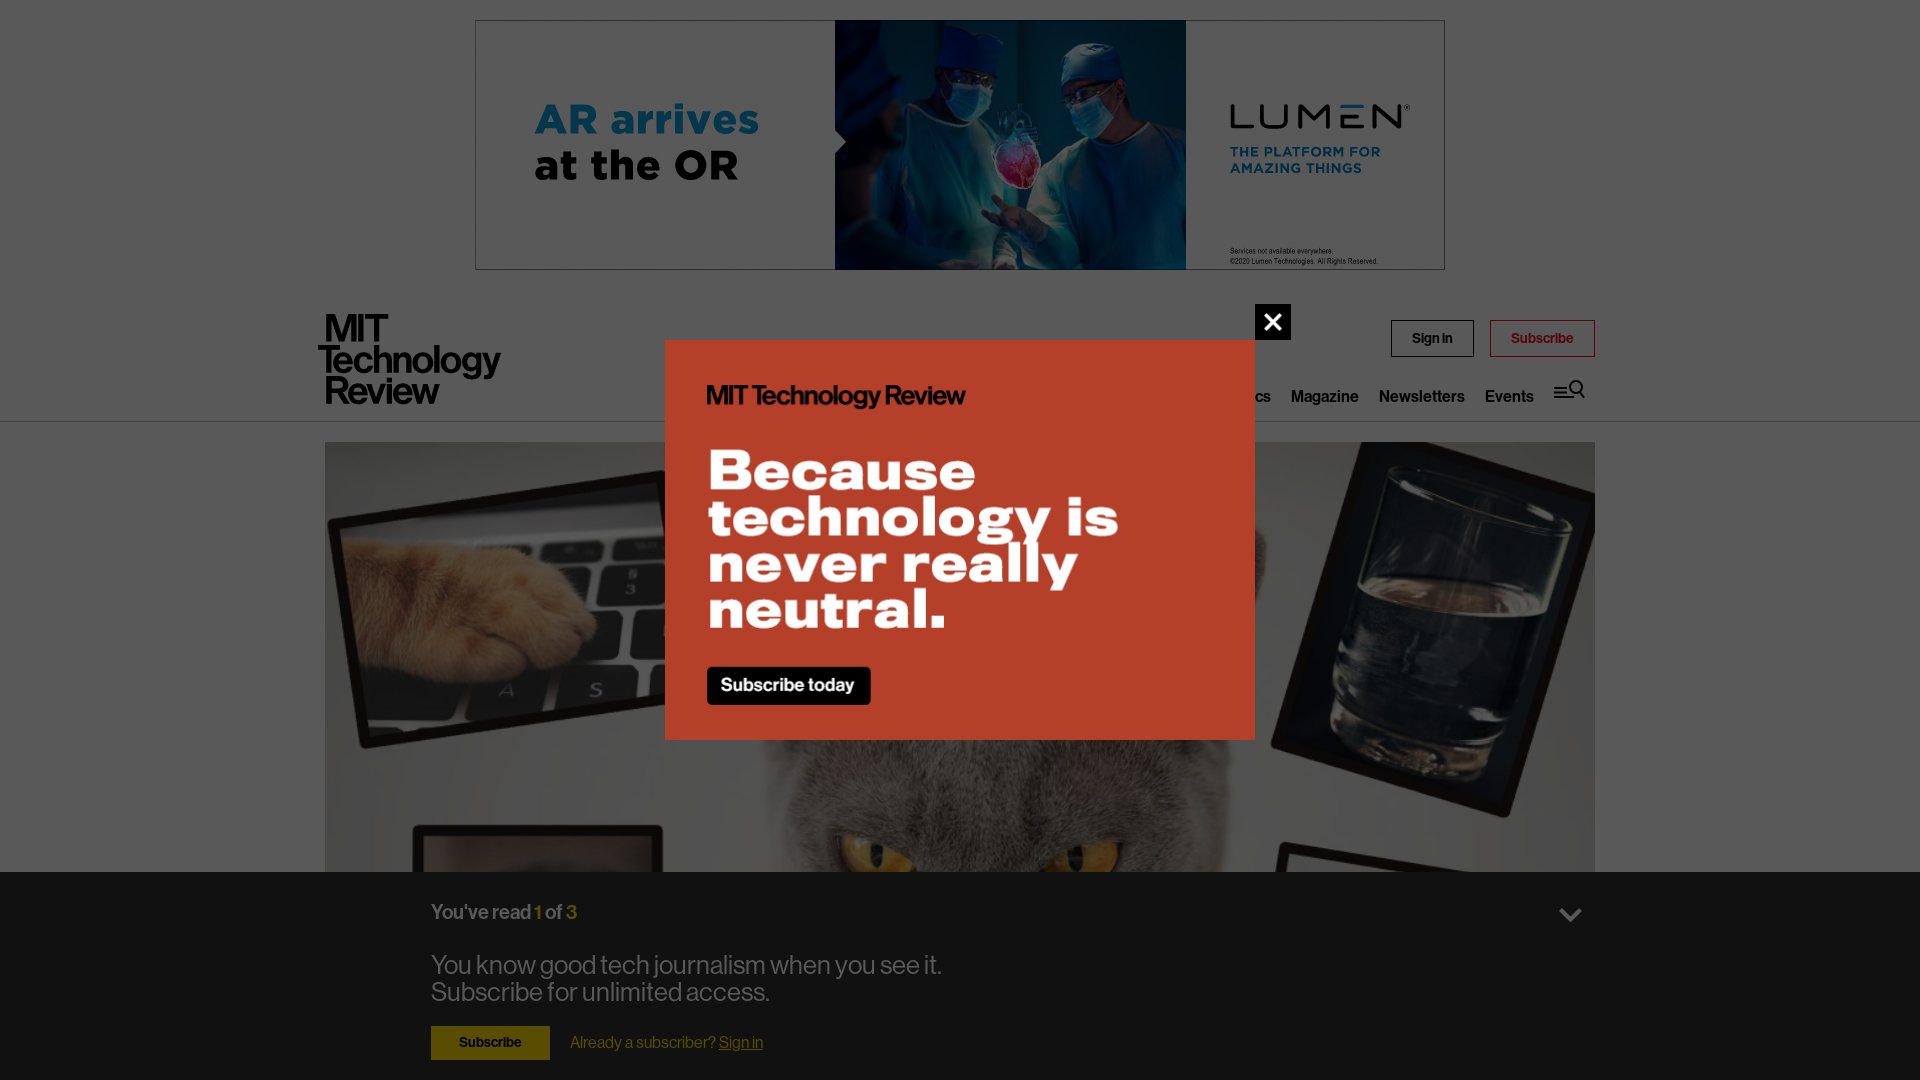 AR arrives
at the OR
LUMEN®
THE PLATFORM FOR
AMAZING THINGS
Services not available everywhere.
©2020 Lumen Technologies. All Rights Reserved.
MIT
Technology
Review
Sign in
Subscribe
cs
Magazine
Newsletters
Events
MIT Technology Review
Because
technology is
never really
neutral.
Subscribe today
6
3
A
S
You've read 1 of 3
You know good tech journalism when you see it.
Subscribe for unlimited access.
Subscribe
Already a subscriber? Sign in